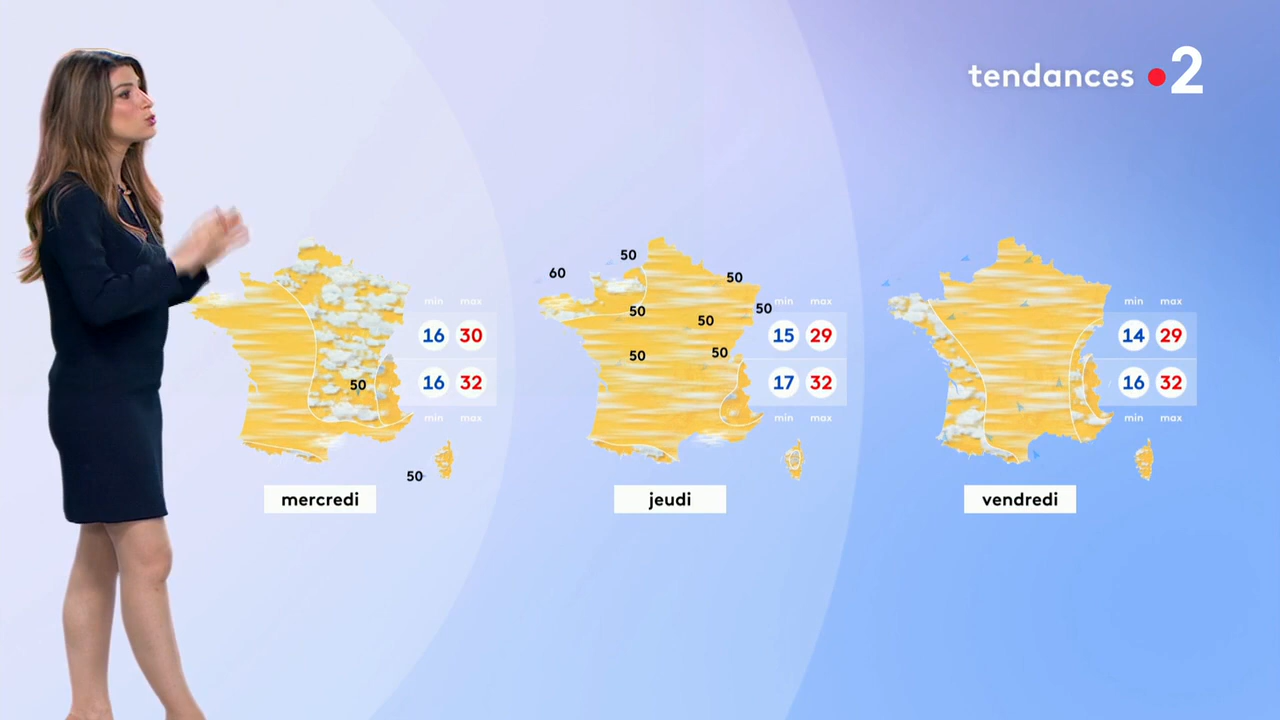 tendances 2
50
60
50
50
50
50
50
50
50
50
min max
16 30
16 32
min max
min max
15 29
17 32
min max
min max
14 29
16 32
min max
mercredi
jeudi
vendredi